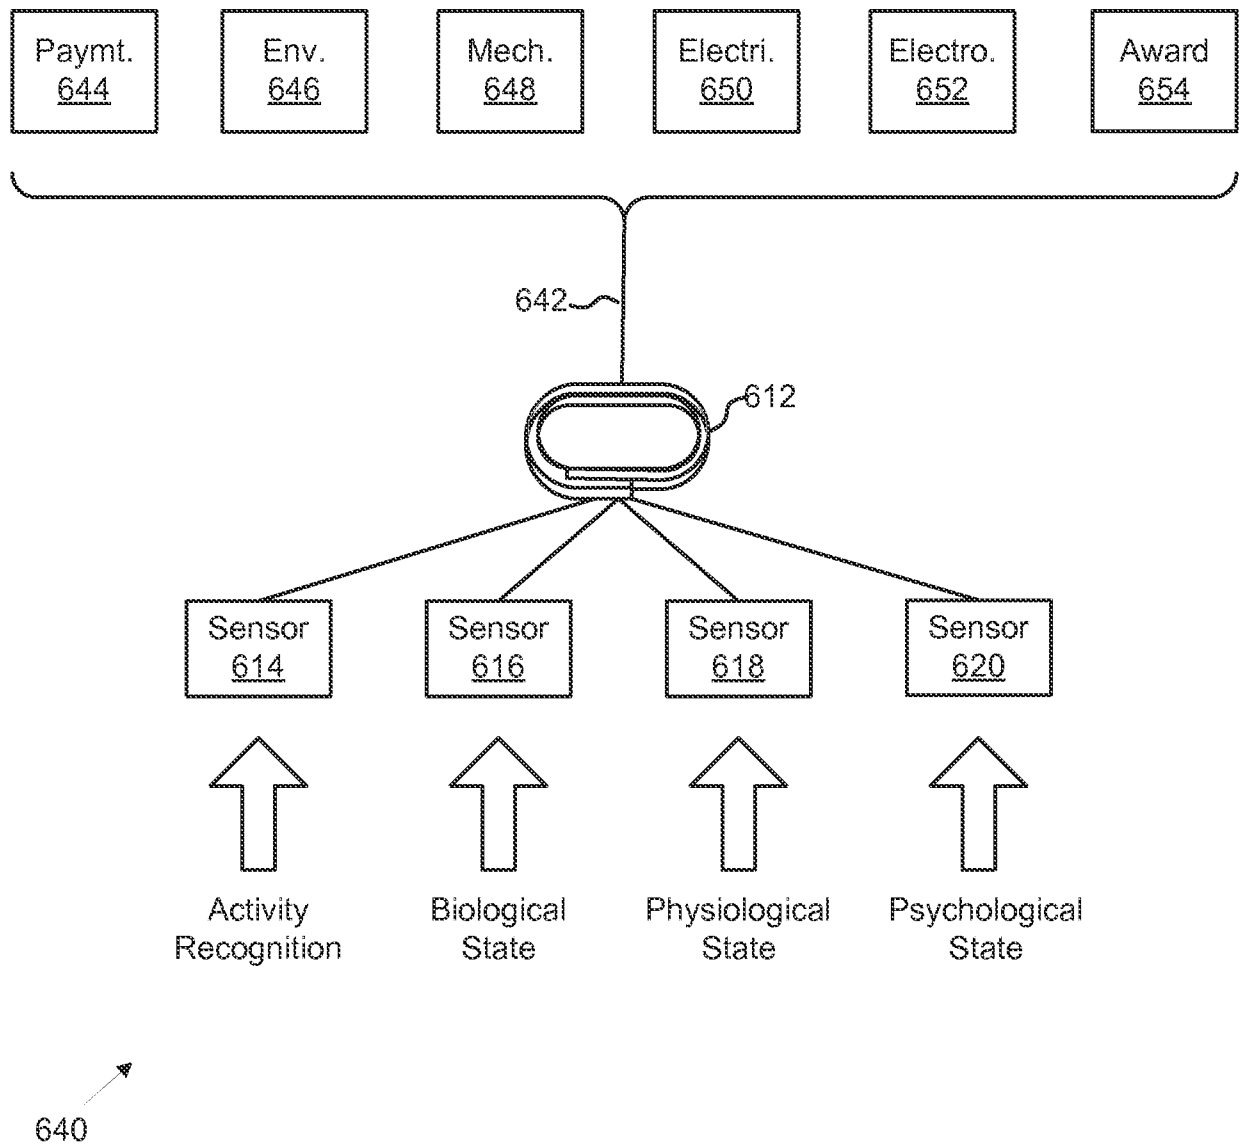 Paymt.
644
Env.
646
Mech.
648
Electri.
650
Electro.
652
Award
654
642
612
Sensor
614
Sensor
616
Sensor
618
Sensor
620
Activity
Recognition
Biological
State
Physiological
State
Psychological
State
640